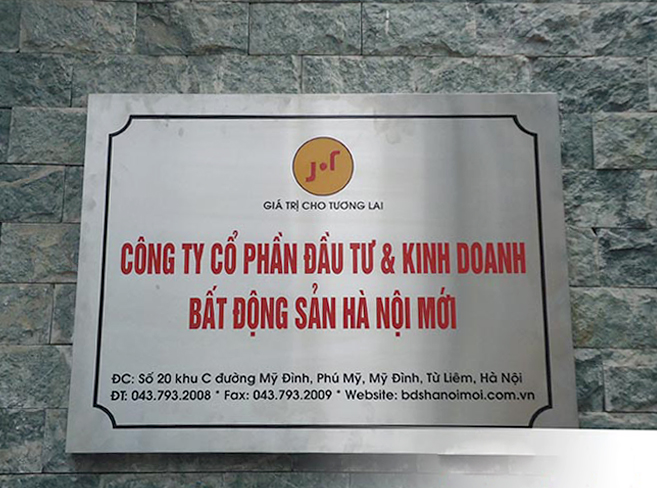 GIÁ TRỊ CHO TƯƠNG LAI
CÔNG TY CỔ PHẦN ĐẦU TƯ & KINH DOANH
BẤT ĐỘNG SẢN HÀ NỘI MỚI
ĐC: Số 20 khu C đường Mỹ Đình, Phú Mỹ, Mỹ Đình, Từ Liêm, Hà Nội
ĐT: 043.793.2008 * Fax: 043.793.2009 * Website: bdshanoimoi.com.vn